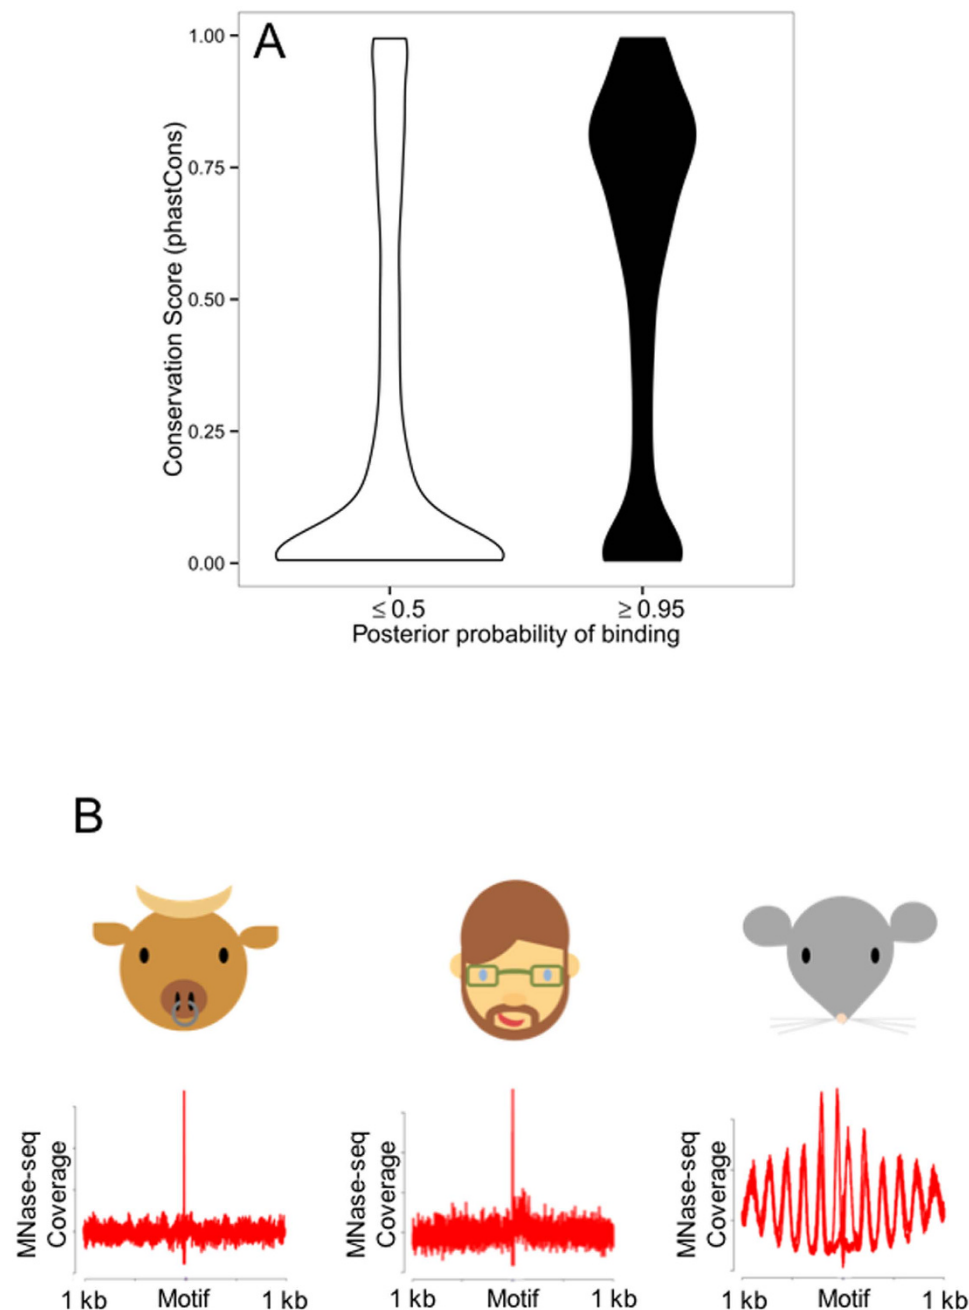 A
1.00
0.75
0.50
0.25
0.00
Conservation Score (phastCons)
≤ 0.5
≥ 0.95
Posterior probability of binding
B
MNase-seq
Coverage
1 kb Motif 1 kb
MNase-seq
Coverage
1 kb Motif 1 kb
MNase-seq
Coverage
1 kb Motif 1 kb